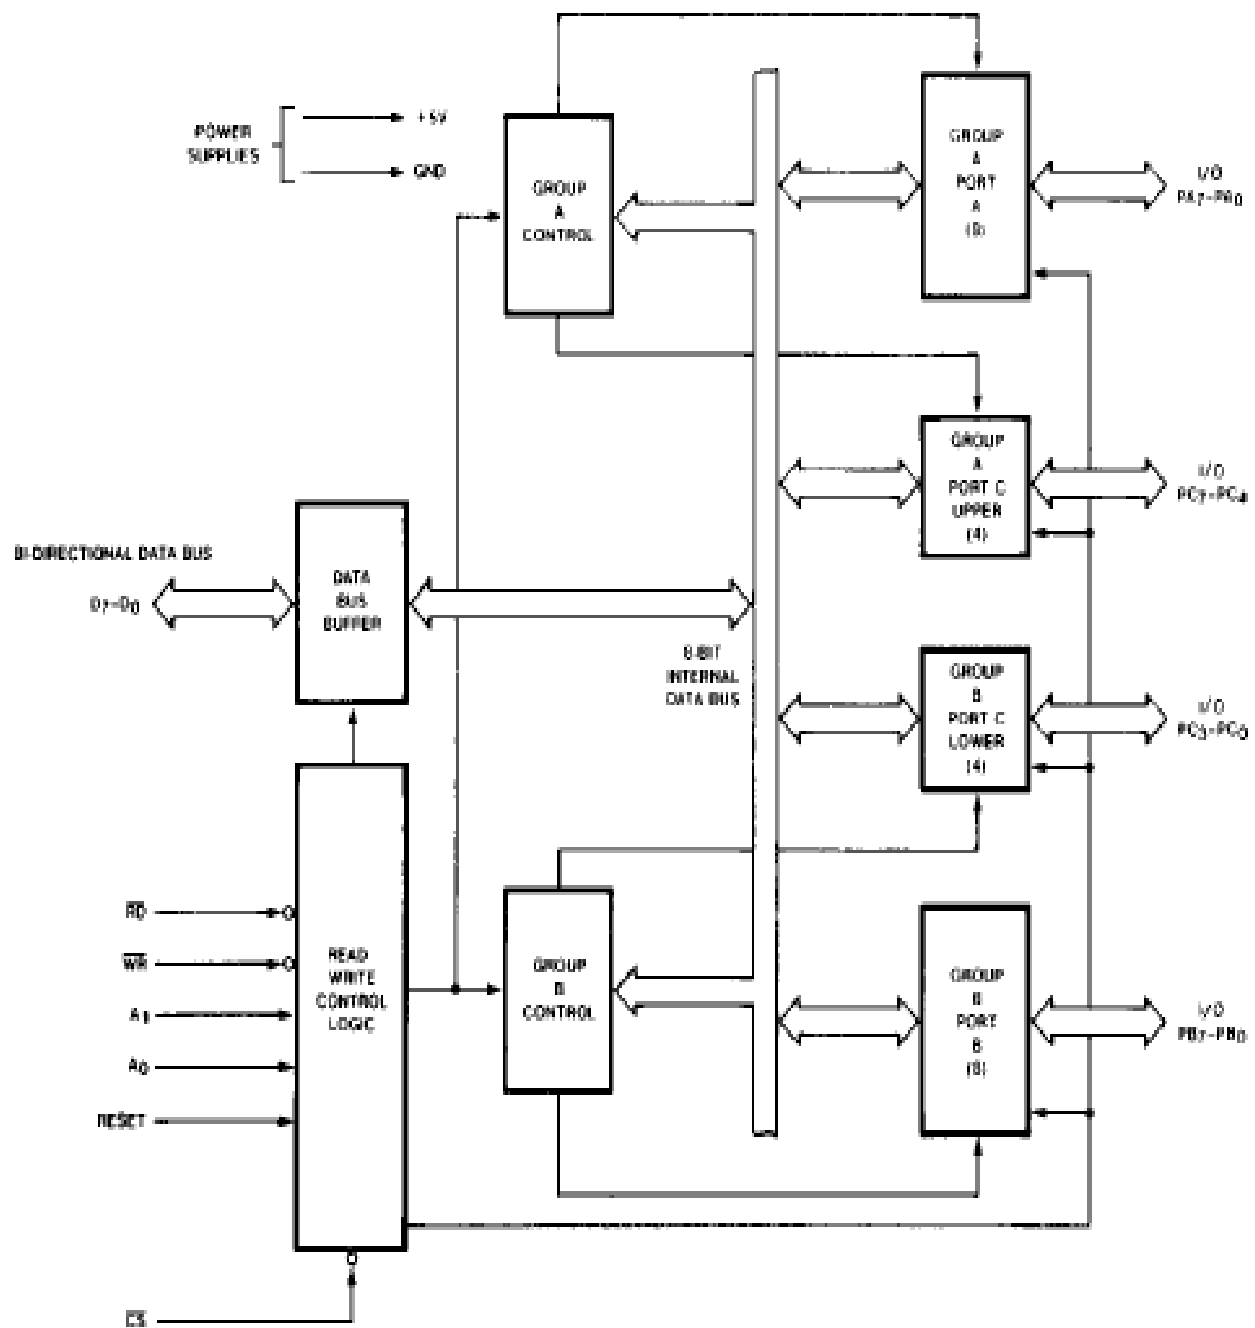 POWER
SUPPLIES
+5V
GND
GROUP
A
CONTROL
GROUP
A
PORT
A
(8)
I/O
PA7-PA0
GROUP
A
PORT C
UPPER
(4)
I/O
PC7-PC4
BI-DIRECTIONAL DATA BUS
D7-D0
DATA
BUS
BUFFER
8-BIT
INTERNAL
DATA BUS
GROUP
B
PORT C
LOWER
(4)
I/O
PC3-PC0
RD
WR
A1
A0
RESET
READ
WRITE
CONTROL
LOGIC
GROUP
B
CONTROL
GROUP
B
PORT
B
(8)
I/O
PB7-PB0
CS